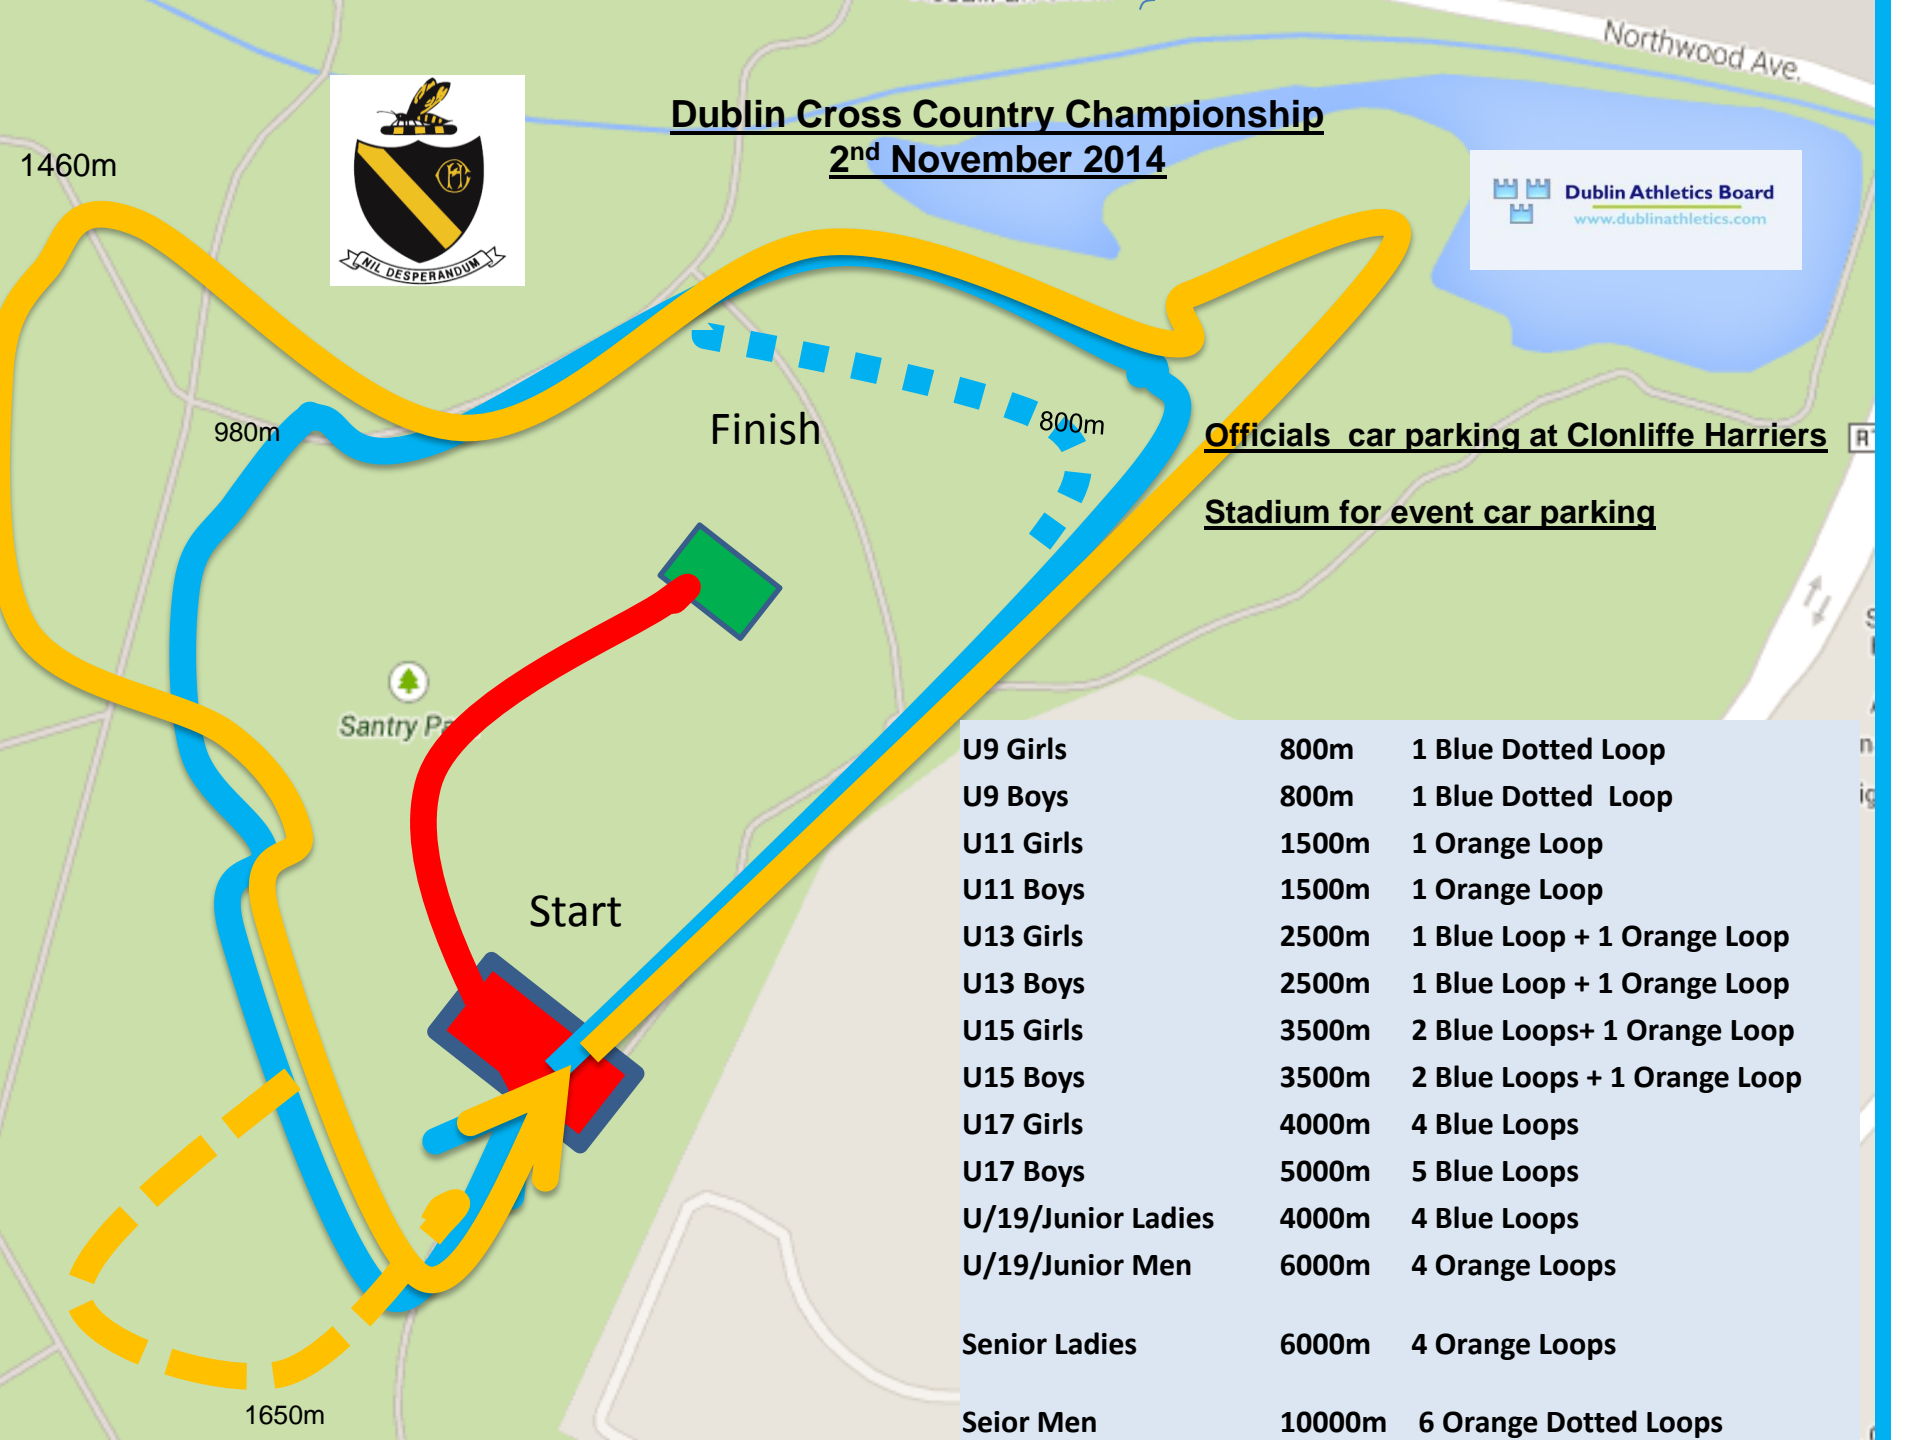 Northwood Ave.
Dublin Cross Country Championship
2nd November 2014
1460m
NIL DESPERANDUM
Dublin Athletics Board
www.dublinathletics.com
980m
Finish
800m
Officials car parking at Clonliffe Harriers
Stadium for event car parking
Santry
Start
U9 Girls 800m 1 Blue Dotted Loop
U9 Boys 800m 1 Blue Dotted Loop
U11 Girls 1500m 1 Orange Loop
U11 Boys 1500m 1 Orange Loop
U13 Girls 2500m 1 Blue Loop + 1 Orange Loop
U13 Boys 2500m 1 Blue Loop + 1 Orange Loop
U15 Girls 3500m 2 Blue Loops+ 1 Orange Loop
U15 Boys 3500m 2 Blue Loops + 1 Orange Loop
U17 Girls 4000m 4 Blue Loops
U17 Boys 5000m 5 Blue Loops
U/19/Junior Ladies 4000m 4 Blue Loops
U/19/Junior Men 6000m 4 Orange Loops
Senior Ladies 6000m 4 Orange Loops
Seior Men 10000m 6 Orange Dotted Loops
1650m